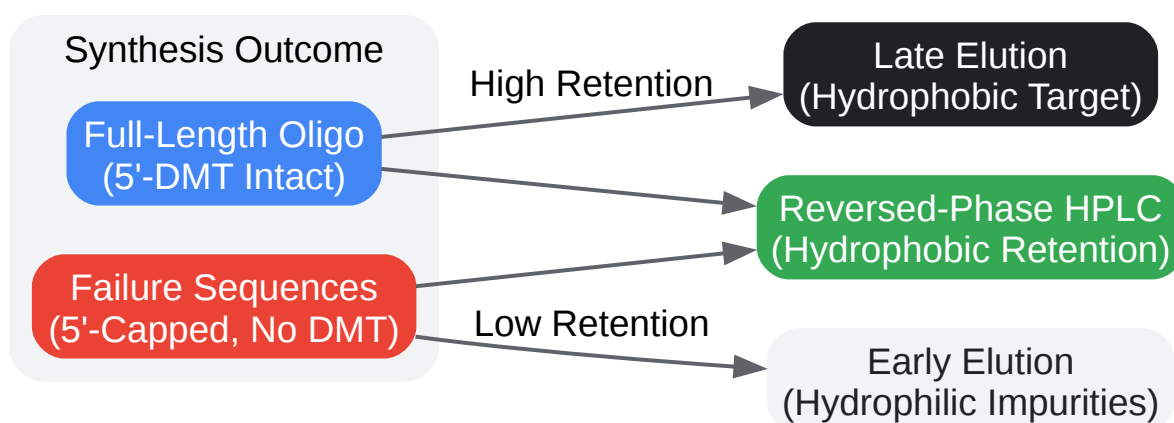 Synthesis Outcome
Full-Length Oligo
(5'-DMT Intact)
Failure Sequences
(5'-Capped, No DMT)
High Retention
Low Retention
Late Elution
(Hydrophobic Target)
Reversed-Phase HPLC
(Hydrophobic Retention)
Early Elution
(Hydrophilic Impurities)